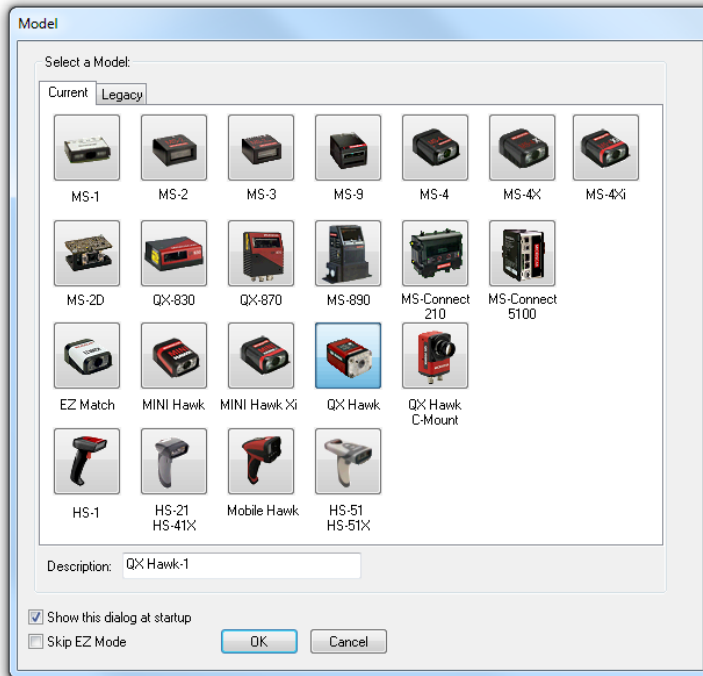 Model
Select a Model:
Current Legacy
MS-1 MS-2 MS-3 MS-9 MS-4 MS-4X MS-4Xi
MS-2D QX-830 QX-870 MS-890 MS-Connect 210 MS-Connect 5100
EZ Match MINI Hawk MINI Hawk Xi QX Hawk QX Hawk C-Mount
HS-1 HS-21 HS-41X Mobile Hawk HS-51 HS-51X
Description: QX Hawk-1
Show this dialog at startup
Skip EZ Mode OK Cancel